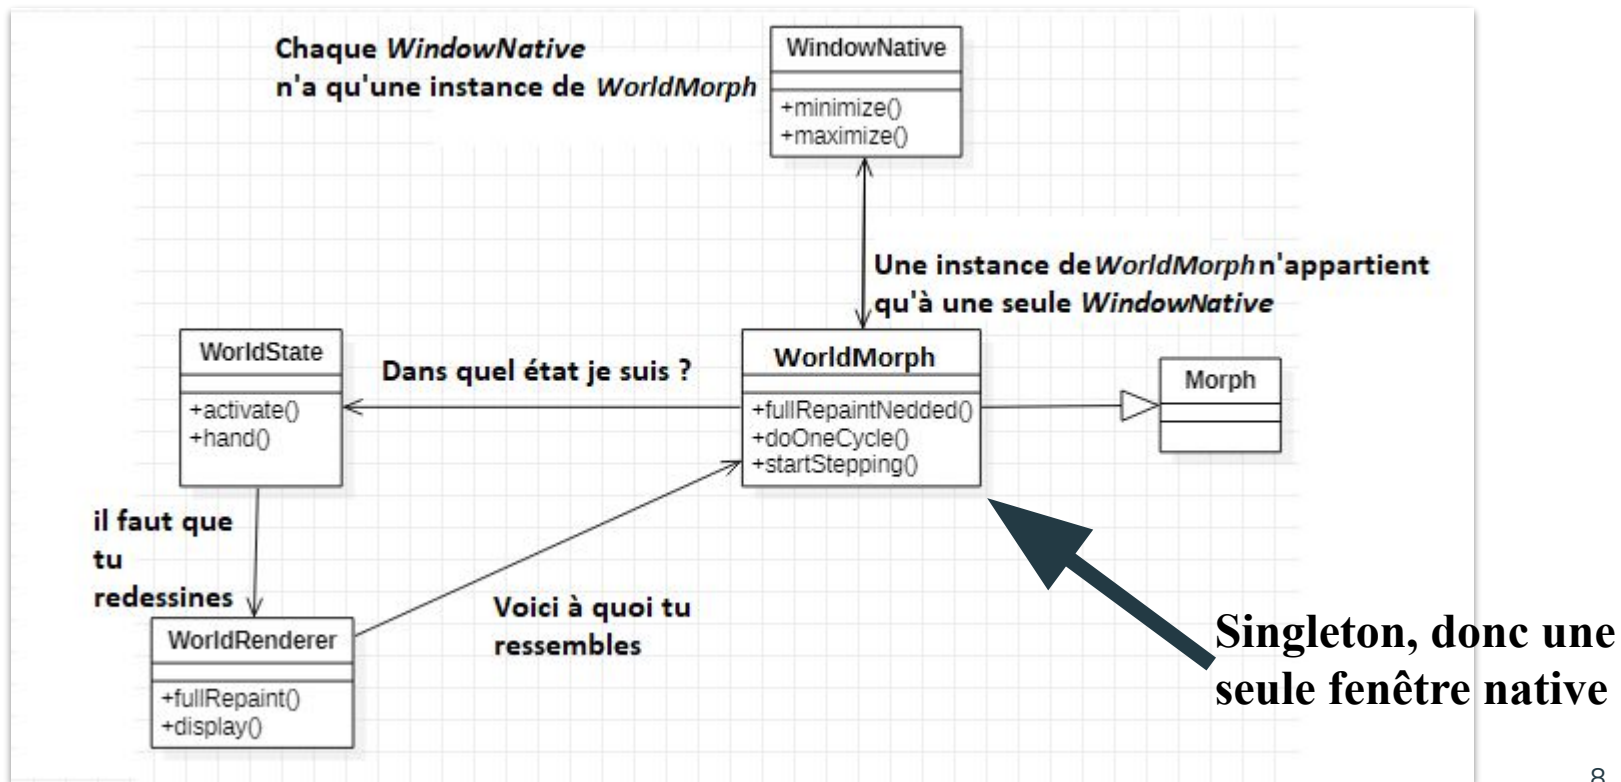 Chaque WindowNative
n'a qu'une instance de WorldMorph
WindowNative
+minimize()
+maximize()
Une instance de WorldMorph n'appartient
qu'à une seule WindowNative
WorldState
+activate()
+hand()
Dans quel état je suis ?
WorldMorph
+fullRepaintNedded()
+doOneCycle()
+startStepping()
Morph
il faut que
tu
redessines
WorldRenderer
+fullRepaint()
+display()
Voici à quoi tu
ressembles
Singleton, donc une
seule fenêtre native
8